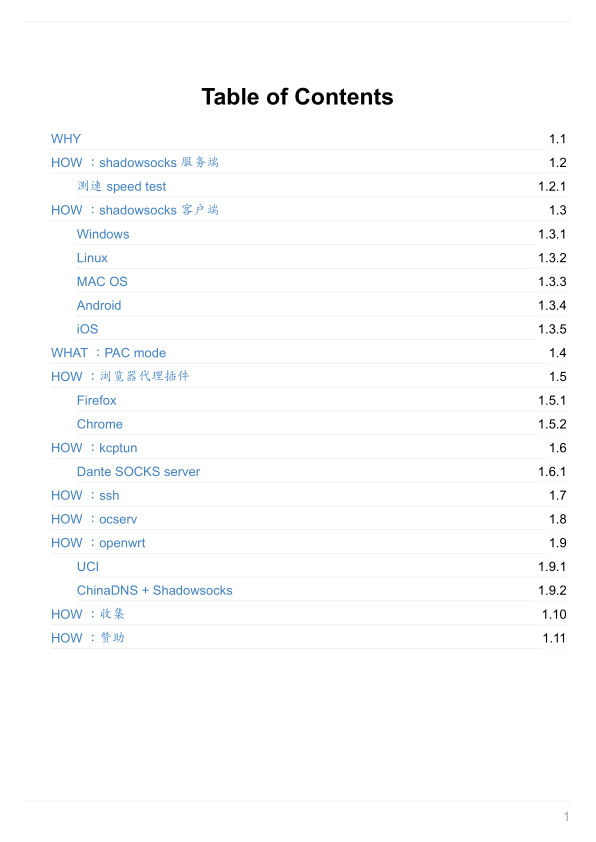 Table of Contents
WHY 1.1
HOW ：shadowsocks 服务端 1.2
测速 speed test 1.2.1
HOW ：shadowsocks 客户端 1.3
Windows 1.3.1
Linux 1.3.2
MAC OS 1.3.3
Android 1.3.4
iOS 1.3.5
WHAT ：PAC mode 1.4
HOW ：浏览器代理插件 1.5
Firefox 1.5.1
Chrome 1.5.2
HOW ：kcptun 1.6
Dante SOCKS server 1.6.1
HOW ：ssh 1.7
HOW ：ocserv 1.8
HOW ：openwrt 1.9
UCI 1.9.1
ChinaDNS + Shadowsocks 1.9.2
HOW ：收集 1.10
HOW ：赞助 1.11
1